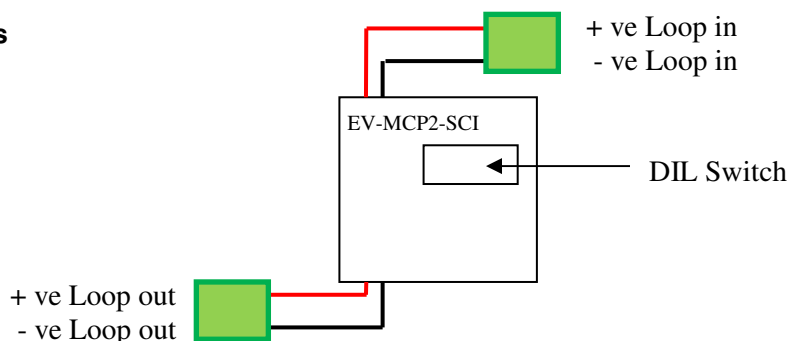 s
+ ve Loop in
- ve Loop in
EV-MCP2-SCI
DIL Switch
+ ve Loop out
- ve Loop out